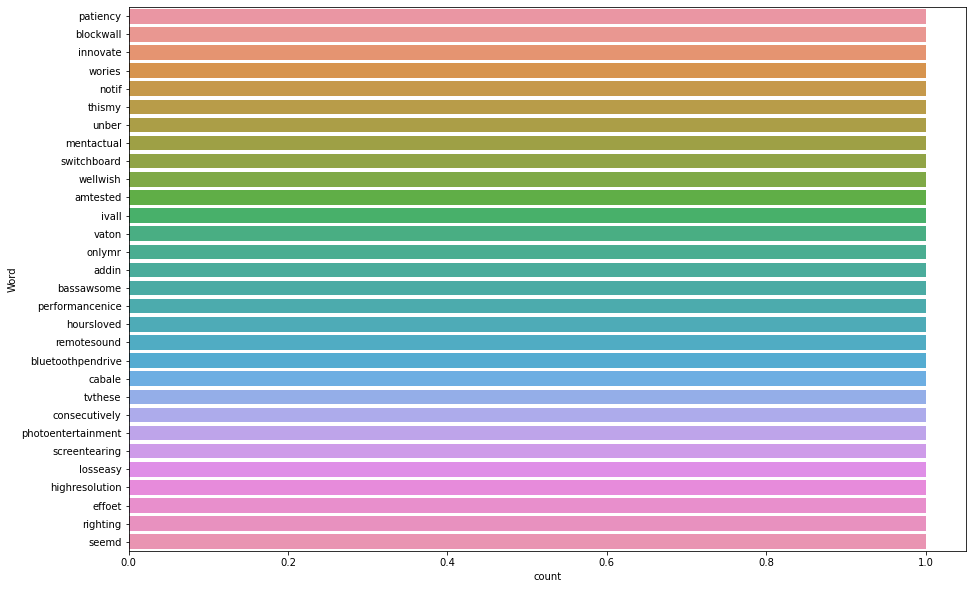 patiency
blockwall
innovate
wories
notif
thismy
unber
mentactual
switchboard
wellwish
amtested
ivall
vaton
onlymr
addin
bassawsome
performancenice
hoursloved
remotesound
bluetoothpendrive
cabale
tvthese
consecutively
photoentertainment
screentearing
losseasy
highresolution
effoet
righting
seemd
Word
0.0 0.2 0.4 0.6 0.8 1.0
count